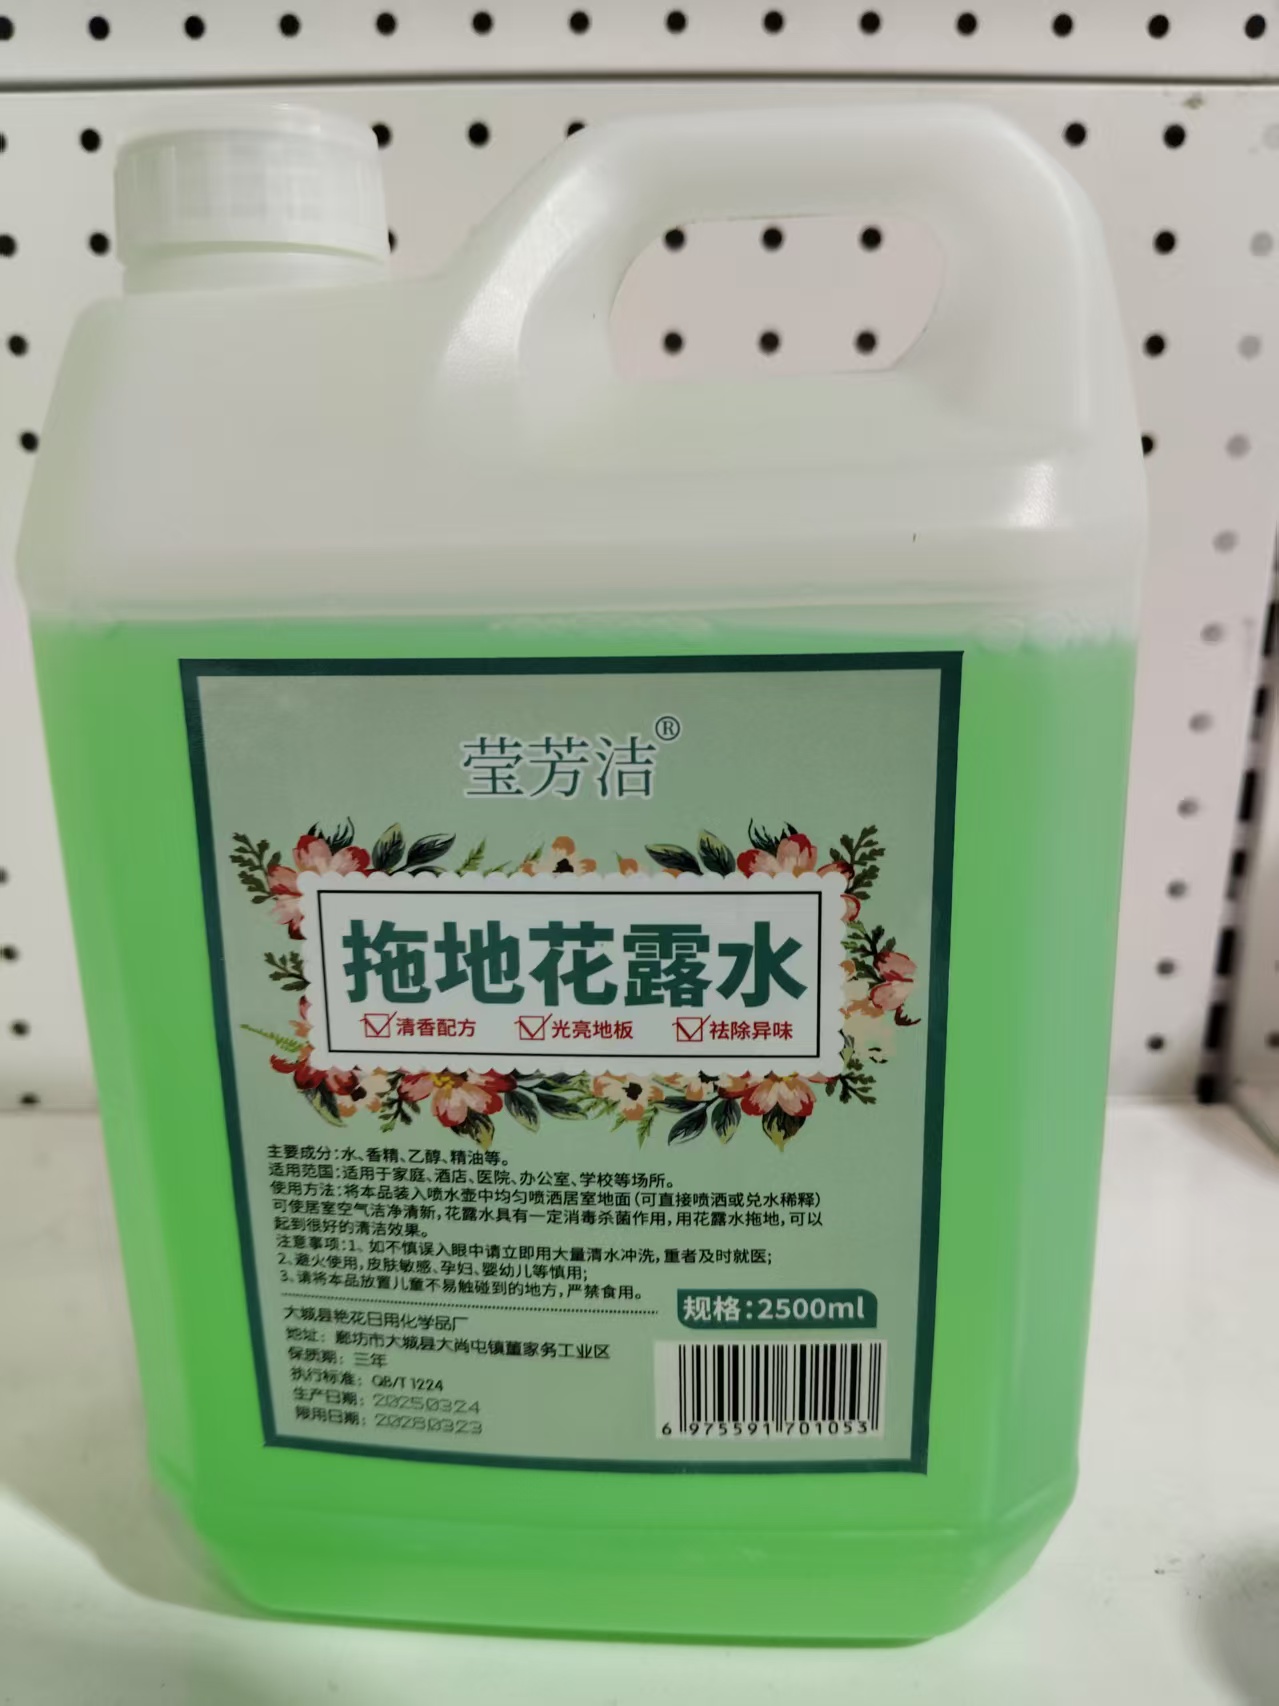 莹芳洁®
拖地花露水
清香配方 光亮地板 祛除异味
主要成分:水、香精、乙醇、精油等。
适用范围:适用于家庭、酒店、医院、办公室、学校等场所。
使用方法:将本品装入喷水壶中均匀喷洒居室地面(可直接喷洒或兑水稀释)
可使居室空气洁净清新,花露水具有一定消毒杀菌作用,用花露水拖地,可以
起到很好的清洁效果。
注意事项:1、如不慎误入眼中请立即用大量清水冲洗,重者及时就医;
2、避火使用,皮肤敏感、孕妇、婴幼儿等慎用;
3、请将本品放置儿童不易触碰到的地方,严禁食用。
规格:2500ml
大城县艳花日用化学品厂
地址:廊坊市大城县大尚屯镇董家务工业区
保质期:三年
执行标准:QB/T 1224
生产日期:20250324
限用日期:20280323
6 975591 701053